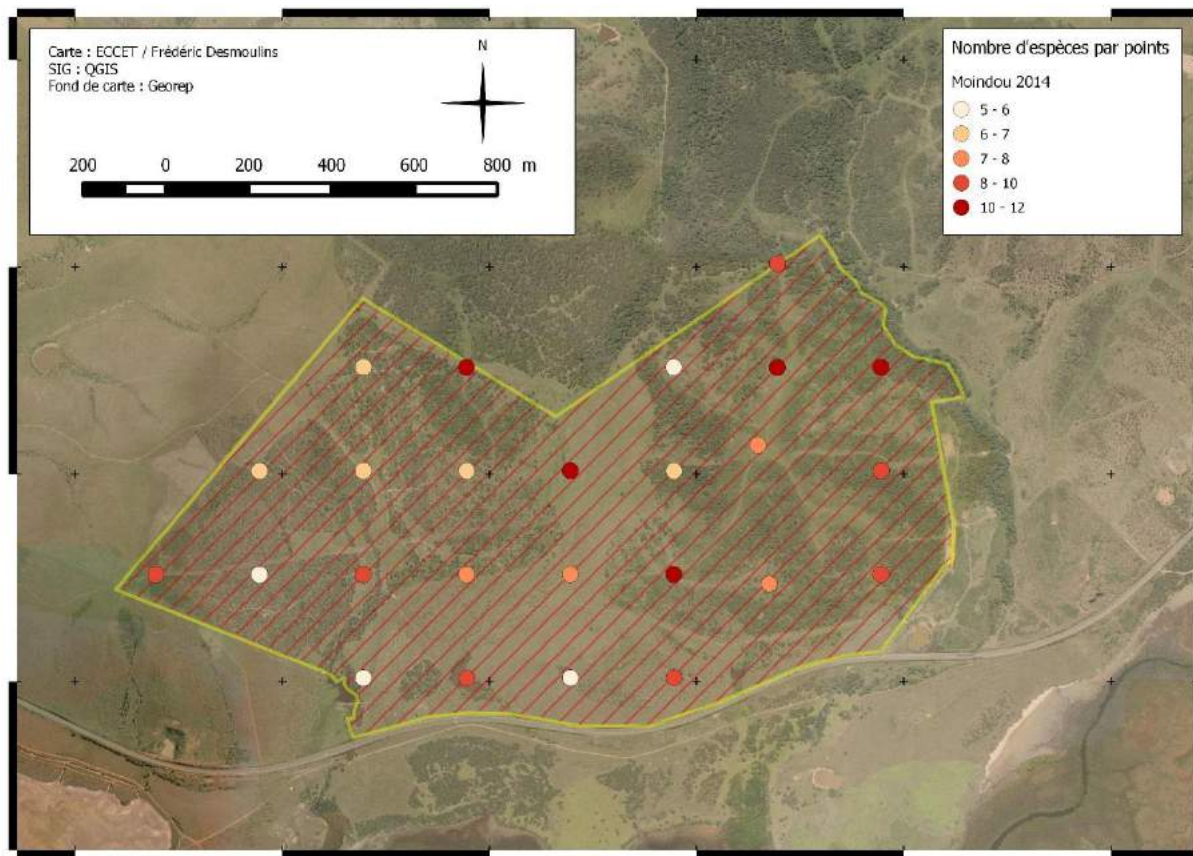 Carte : ECCET / Frédéric Desmoulins
SIG : QGIS
Fond de carte : Georep
N
200 0 200 400 600 800 m
Nombre d'espèces par points
Moindou 2014
5 - 6
6 - 7
7 - 8
8 - 10
10 - 12